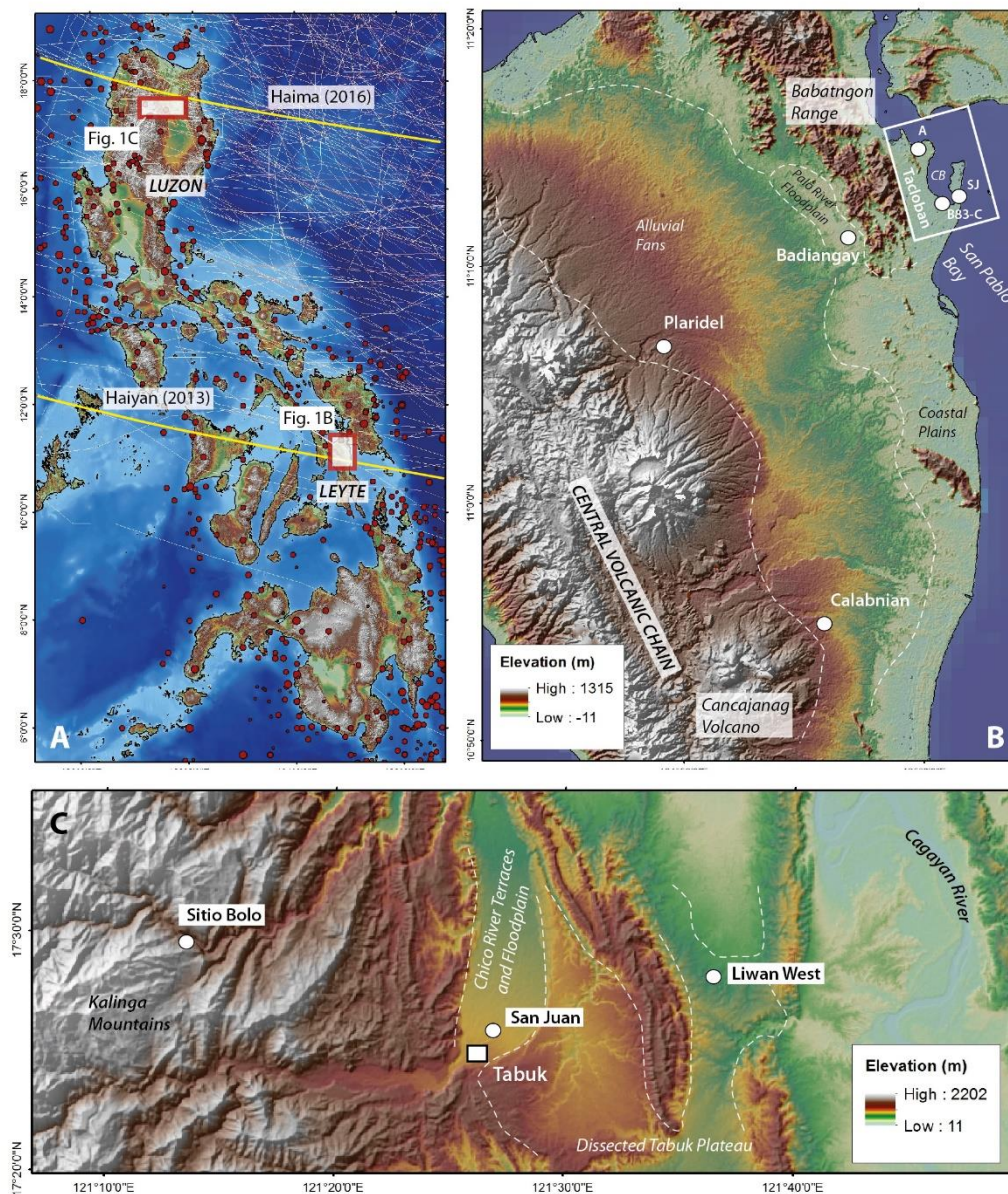 18°0'0"N
16°0'0"N
14°0'0"N
12°0'0"N
10°0'0"N
8°0'0"N
6°0'0"N
Haima (2016)
Fig. 1C
LUZON
Haiyan (2013)
Fig. 1B
LEYTE
A
11°20'0"N
11°10'0"N
11°0'0"N
10°50'0"N
Babatngon
Range
A
CB
SJ
Tacloban
B83-C
Palo River
Floodplain
San Pablo
Bay
Alluvial
Fans
Badiangay
Plaridel
Coastal
Plains
CENTRAL VOLCANIC CHAIN
Calabnian
Elevation (m)
High : 1315
Low : -11
Cancajanag
Volcano
B
C
17°30'0"N
17°20'0"N
Sitio Bolo
Kalinga
Mountains
Chico River Terraces
and Floodplain
San Juan
Tabuk
Liwan West
Cagayan River
Dissected Tabuk Plateau
Elevation (m)
High : 2202
Low : 11
121°10'0"E
121°20'0"E
121°30'0"E
121°40'0"E